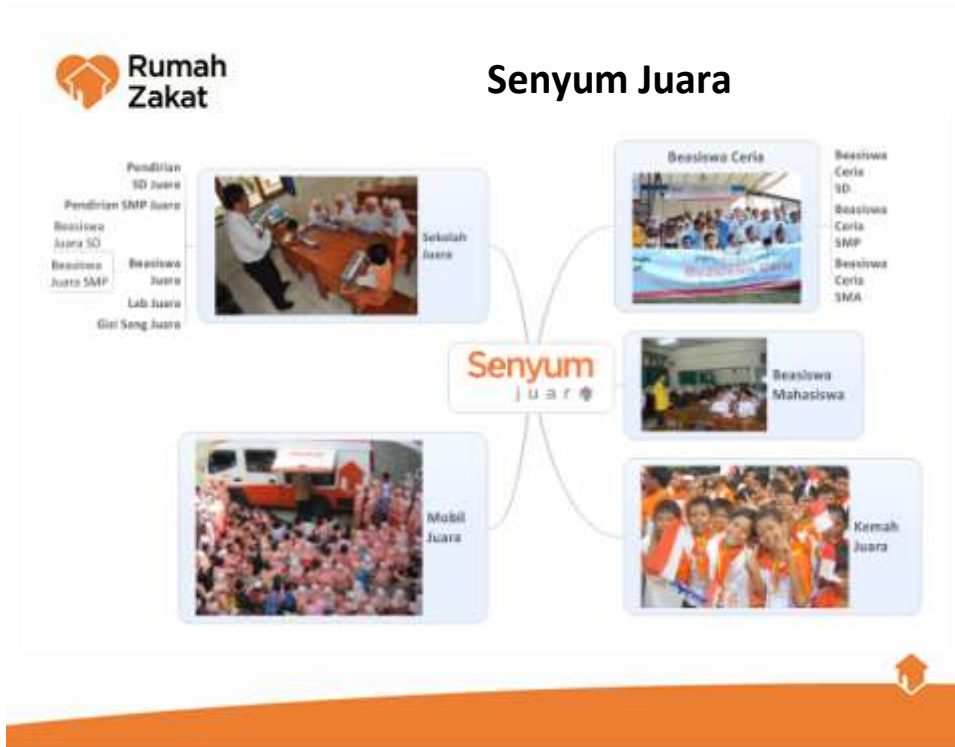 Rumah
Zakat
Senyum Juara
Pendirian
SD Juara
Pendirian SMP Juara
Beasiswa
Juara SD
Beasiswa
Juara SMP
Beasiswa
Juara
Lab Juara
Gizi Sang Juara
Sekolah
Juara
Beasiswa Ceria
Beasiswa Ceria
Beasiswa
Ceria
SD
Beasiswa
Ceria
SMP
Beasiswa
Ceria
SMA
Senyum
juara
Beasiswa
Mahasiswa
Mobil
Juara
Kemah
Juara